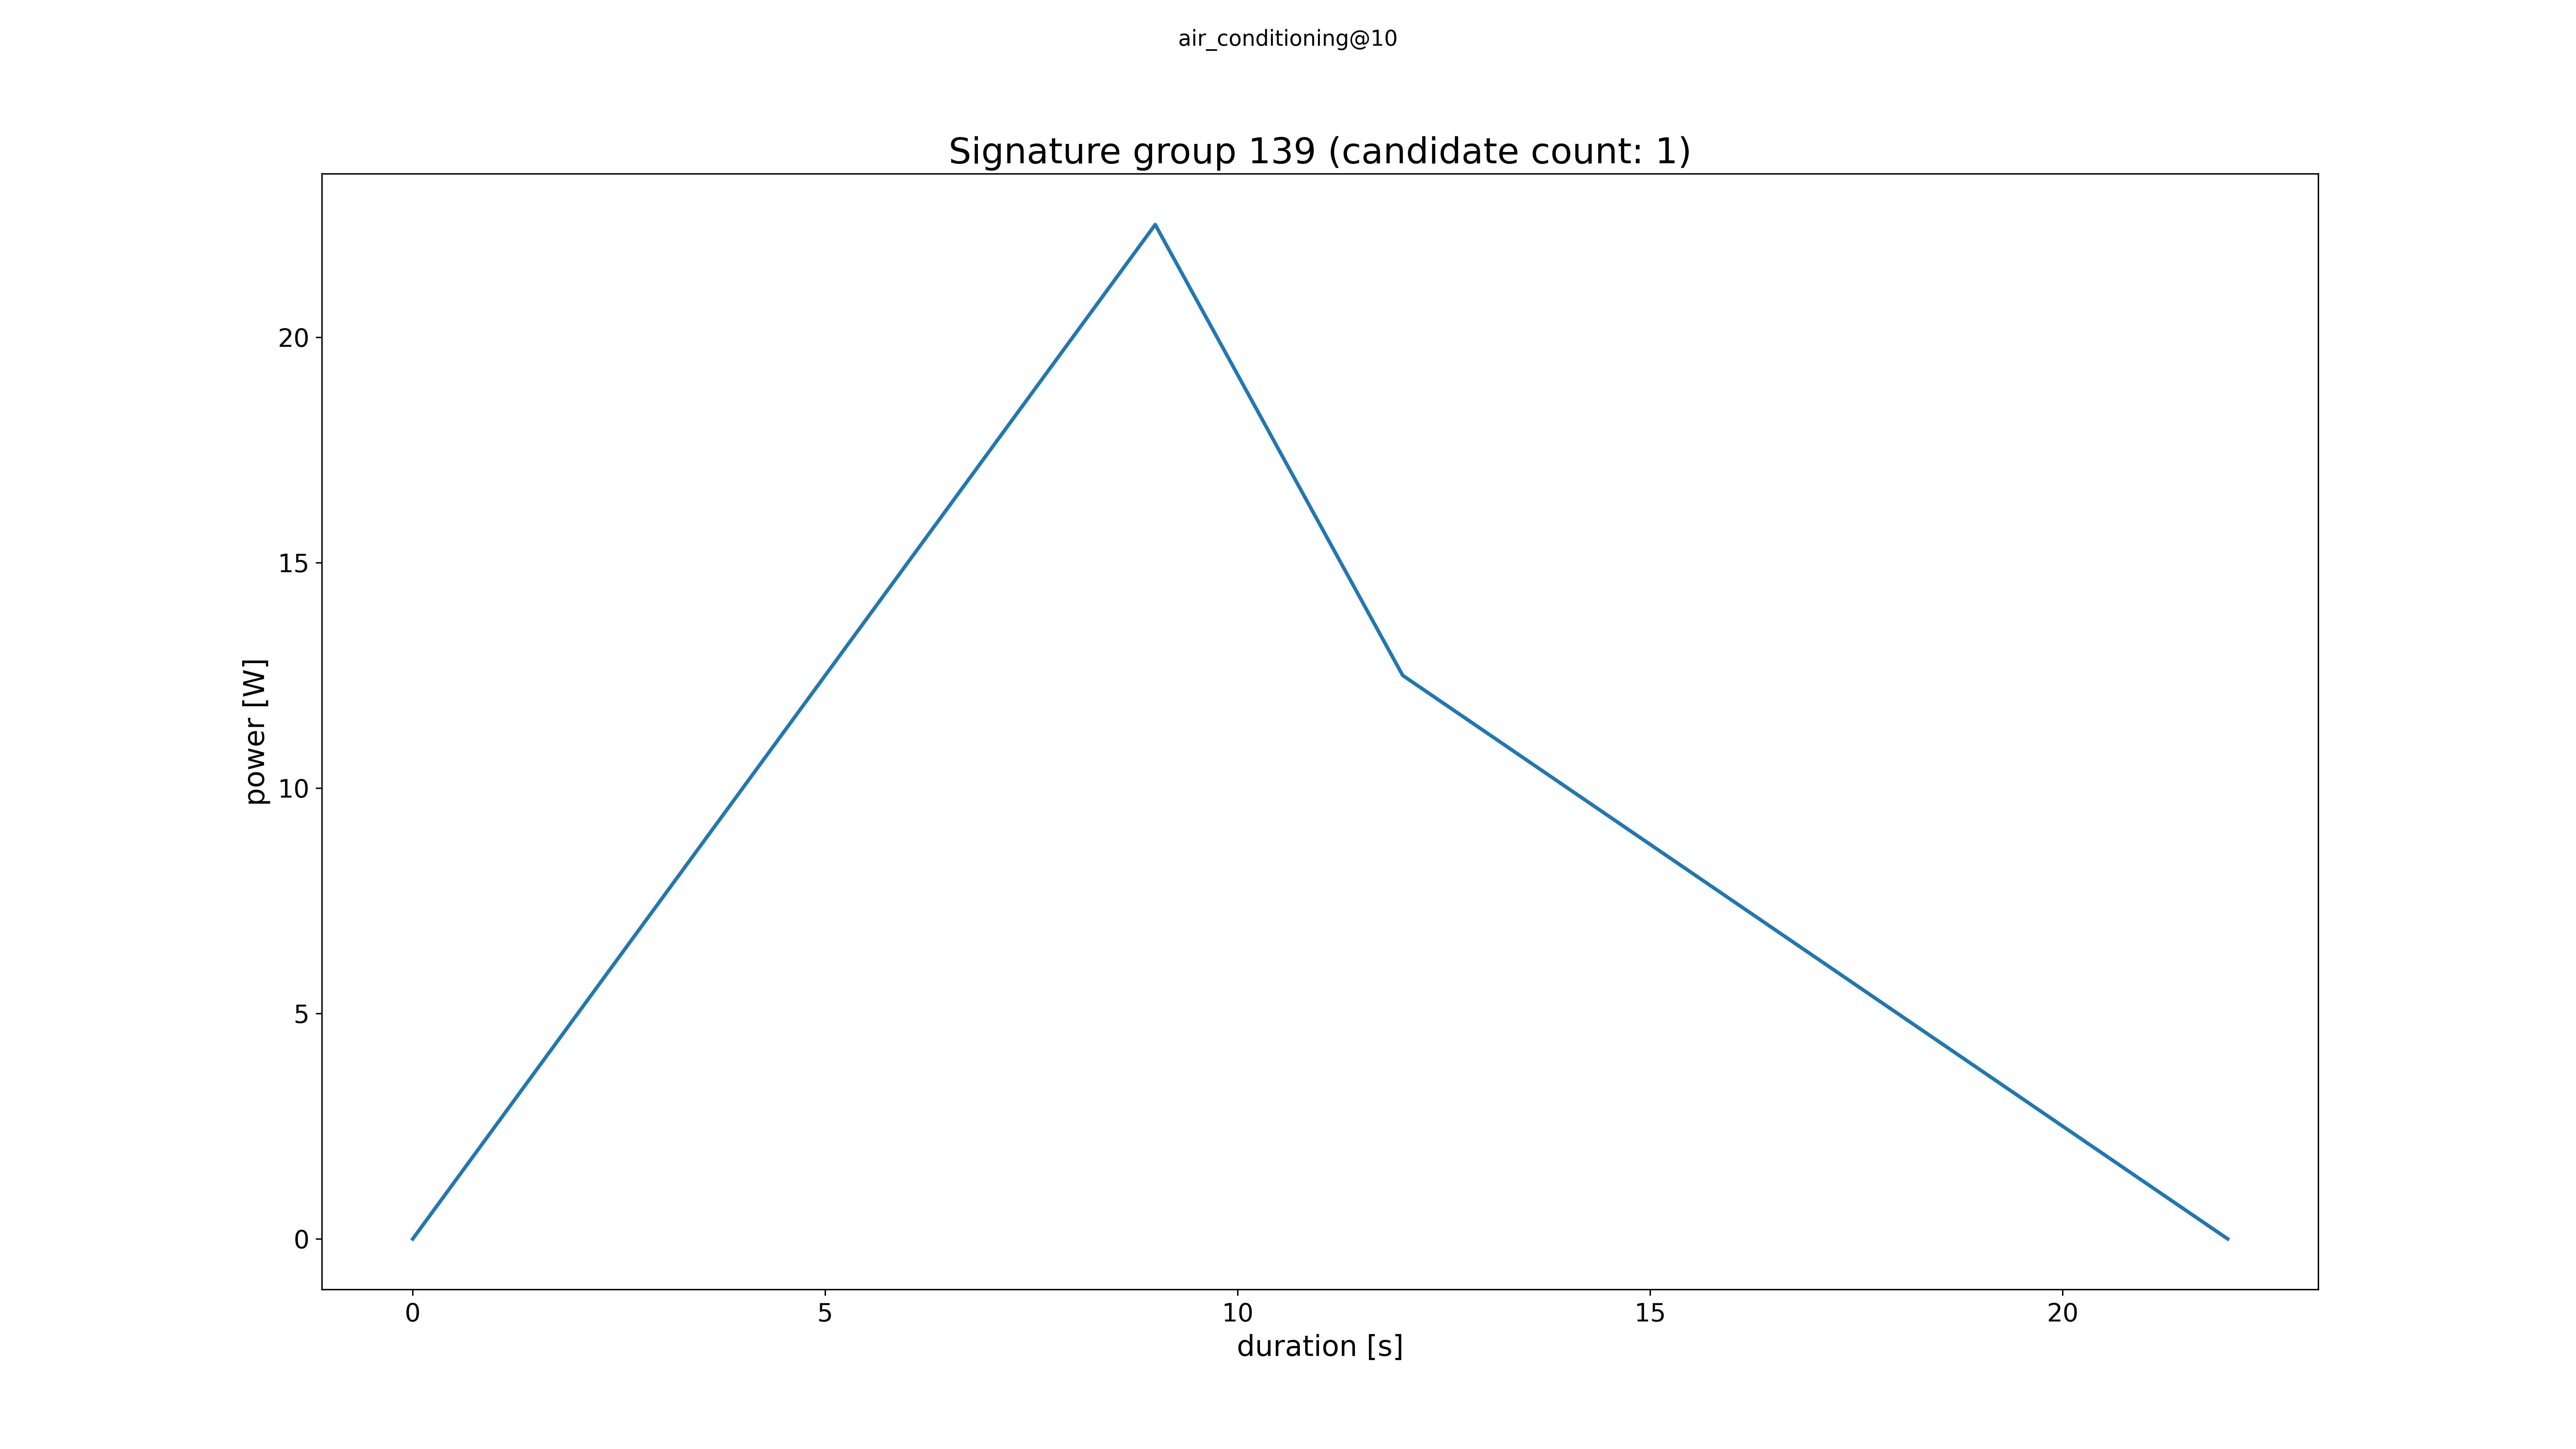 air_conditioning@10
Signature group 139 (candidate count: 1)
power [W]
20
15
10
5
0
0 5 10 15 20
duration [s]